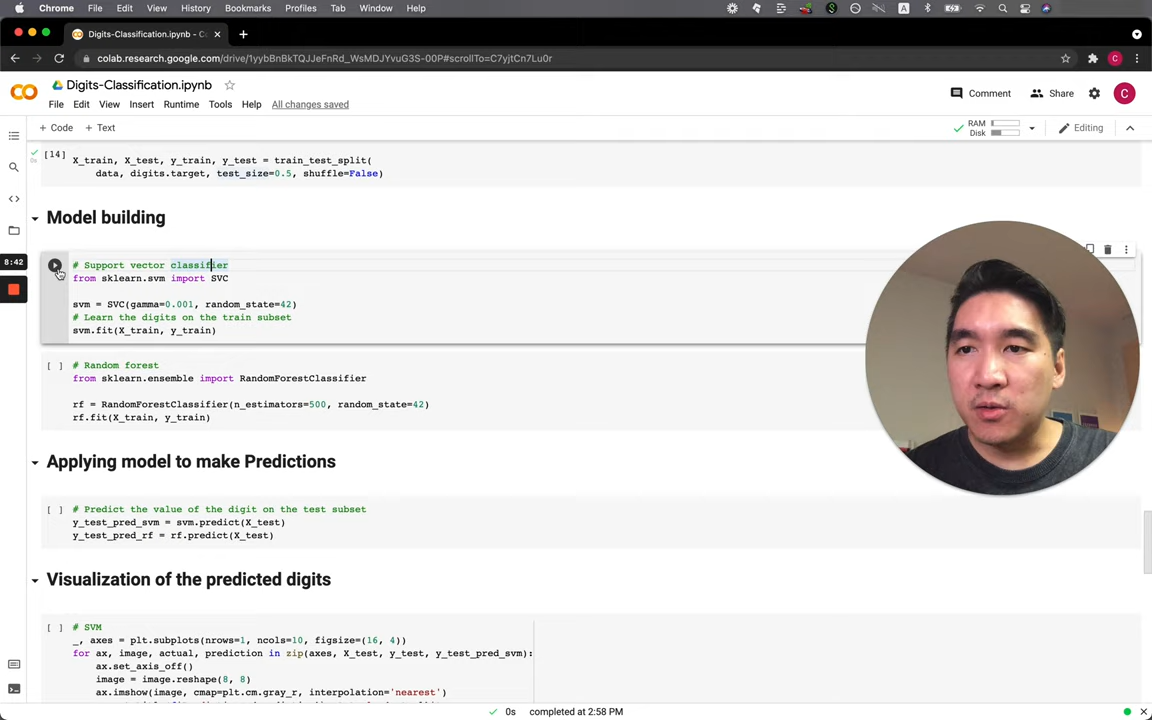 Chrome File Edit View History Bookmarks Profiles Tab Window Help
Digits-Classification.ipynb - C
colab.research.google.com/drive/1yybBnBkTQJJeFnRd_WsMDJYvuG3S-00P#scrollTo=C7yjtCn7Lu0r
Digits-Classification.ipynb
File Edit View Insert Runtime Tools Help All changes saved
Comment Share C
+ Code + Text
RAM
Disk
Editing
[14]
X_train, X_test, y_train, y_test = train_test_split(
data, digits.target, test_size=0.5, shuffle=False)
0s
Model building
8:42
# Support vector classifier
from sklearn.svm import SVC
svm = SVC(gamma=0.001, random_state=42)
# Learn the digits on the train subset
svm.fit(X_train, y_train)
[ ] # Random forest
from sklearn.ensemble import RandomForestClassifier
rf = RandomForestClassifier(n_estimators=500, random_state=42)
rf.fit(X_train, y_train)
Applying model to make Predictions
[ ] # Predict the value of the digit on the test subset
y_test_pred_svm = svm.predict(X_test)
y_test_pred_rf = rf.predict(X_test)
Visualization of the predicted digits
[ ] # SVM
_, axes = plt.subplots(nrows=1, ncols=10, figsize=(16, 4))
for ax, image, actual, prediction in zip(axes, X_test, y_test, y_test_pred_svm):
ax.set_axis_off()
image = image.reshape(8, 8)
ax.imshow(image, cmap=plt.cm.gray_r, interpolation='nearest')
0s completed at 2:58 PM